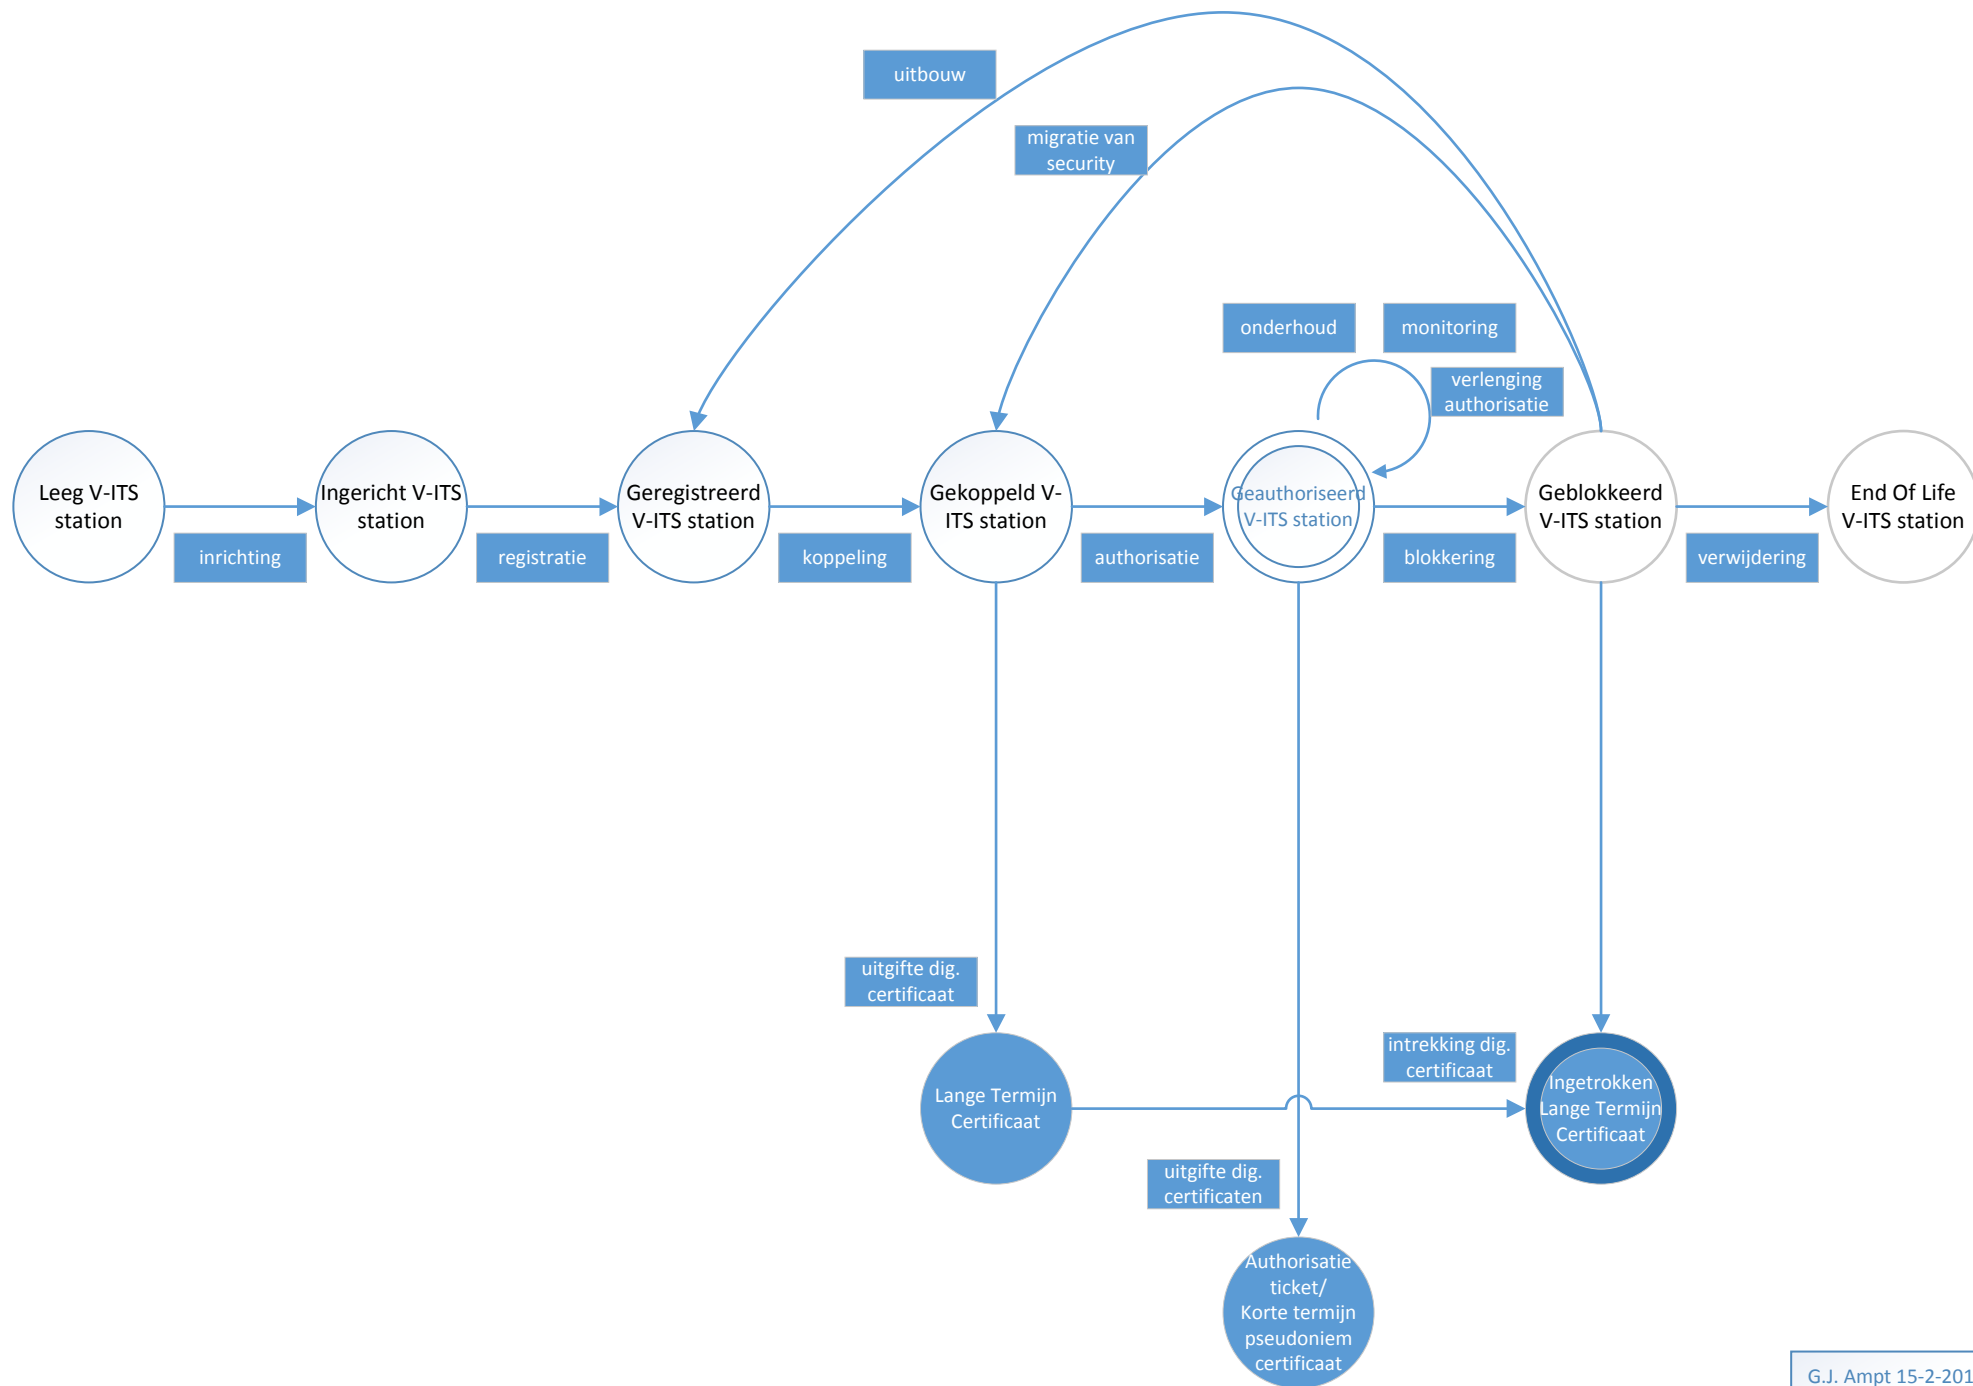 uitbouw
migratie van
security
onderhoud
monitoring
verlenging
authorisatie
Leeg V-ITS
station
Ingericht V-ITS
station
Geregistreerd
V-ITS station
Gekoppeld V-
ITS station
Geauthoriseerd
V-ITS station
Geblokkeerd
V-ITS station
End Of Life
V-ITS station
inrichting
registratie
koppeling
authorisatie
blokkering
verwijdering
uitgifte dig.
certificaat
intrekking dig.
certificaat
Lange Termijn
Certificaat
Ingetrokken
Lange Termijn
Certificaat
uitgifte dig.
certificaten
Authorisatie
ticket/
Korte termijn
pseudoniem
certificaat
G.J. Ampt